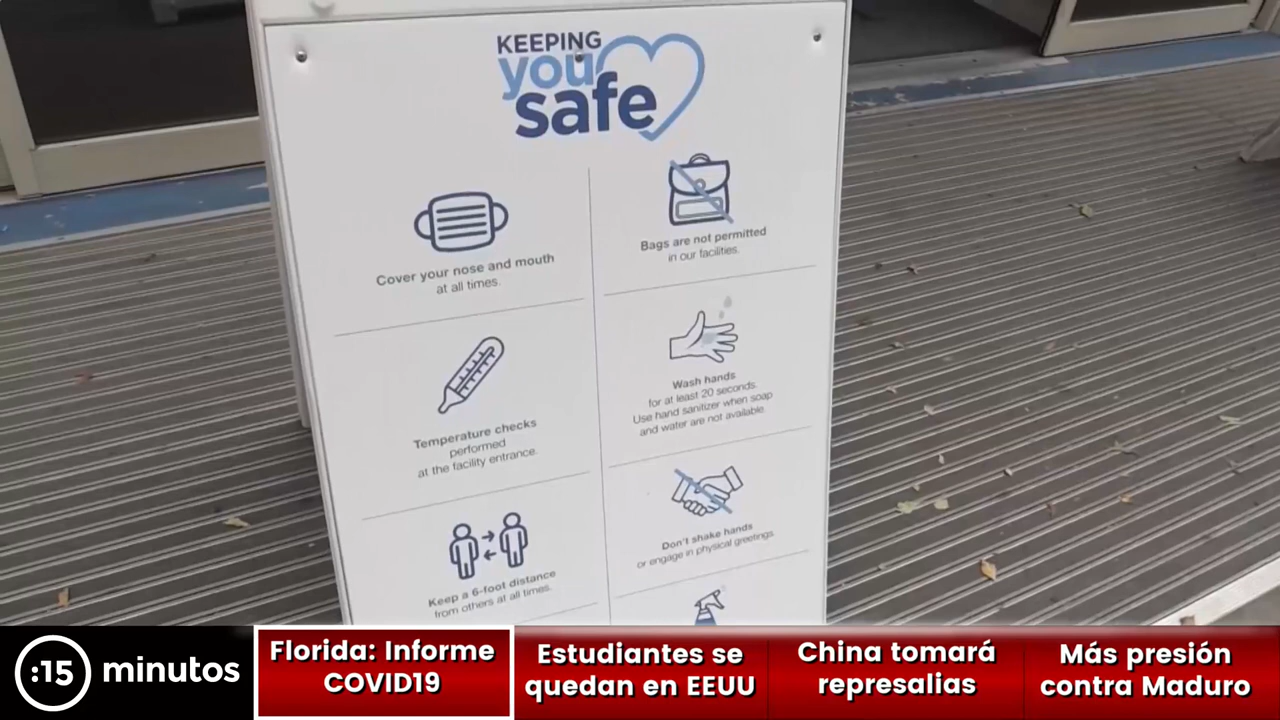 KEEPING
you
safe
Cover your nose and mouth
at all times.
Temperature checks
performed
at the facility entrance.
Keep a 6-foot distance
from others at all times.
Bags are not permitted
in our facilities.
Wash hands
for at least 20 seconds.
Use hand sanitizer when soap
and water are not available.
Don't shake hands
or engage in physical greetings.
:15 minutos
Florida: Informe
COVID19
Estudiantes se
quedan en EEUU
China tomará
represalias
Más presión
contra Maduro